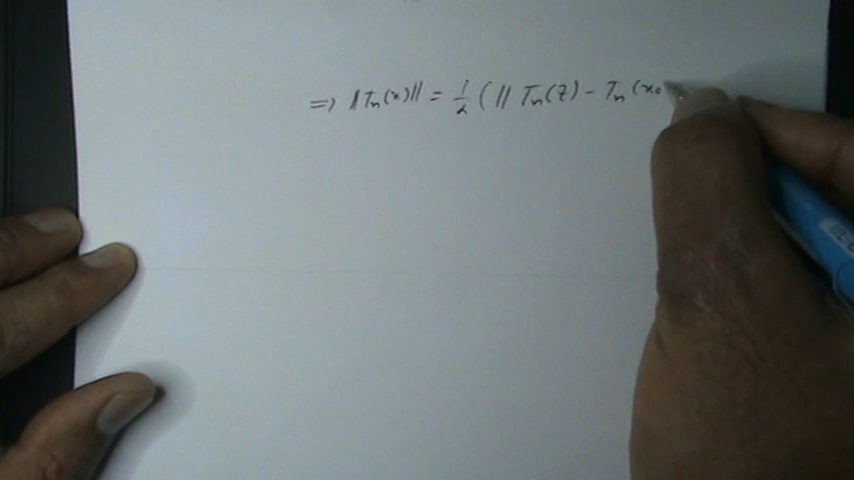 => ||Tₙ(x)|| = 1/α (|| Tₙ(z) - Tₙ(x₀